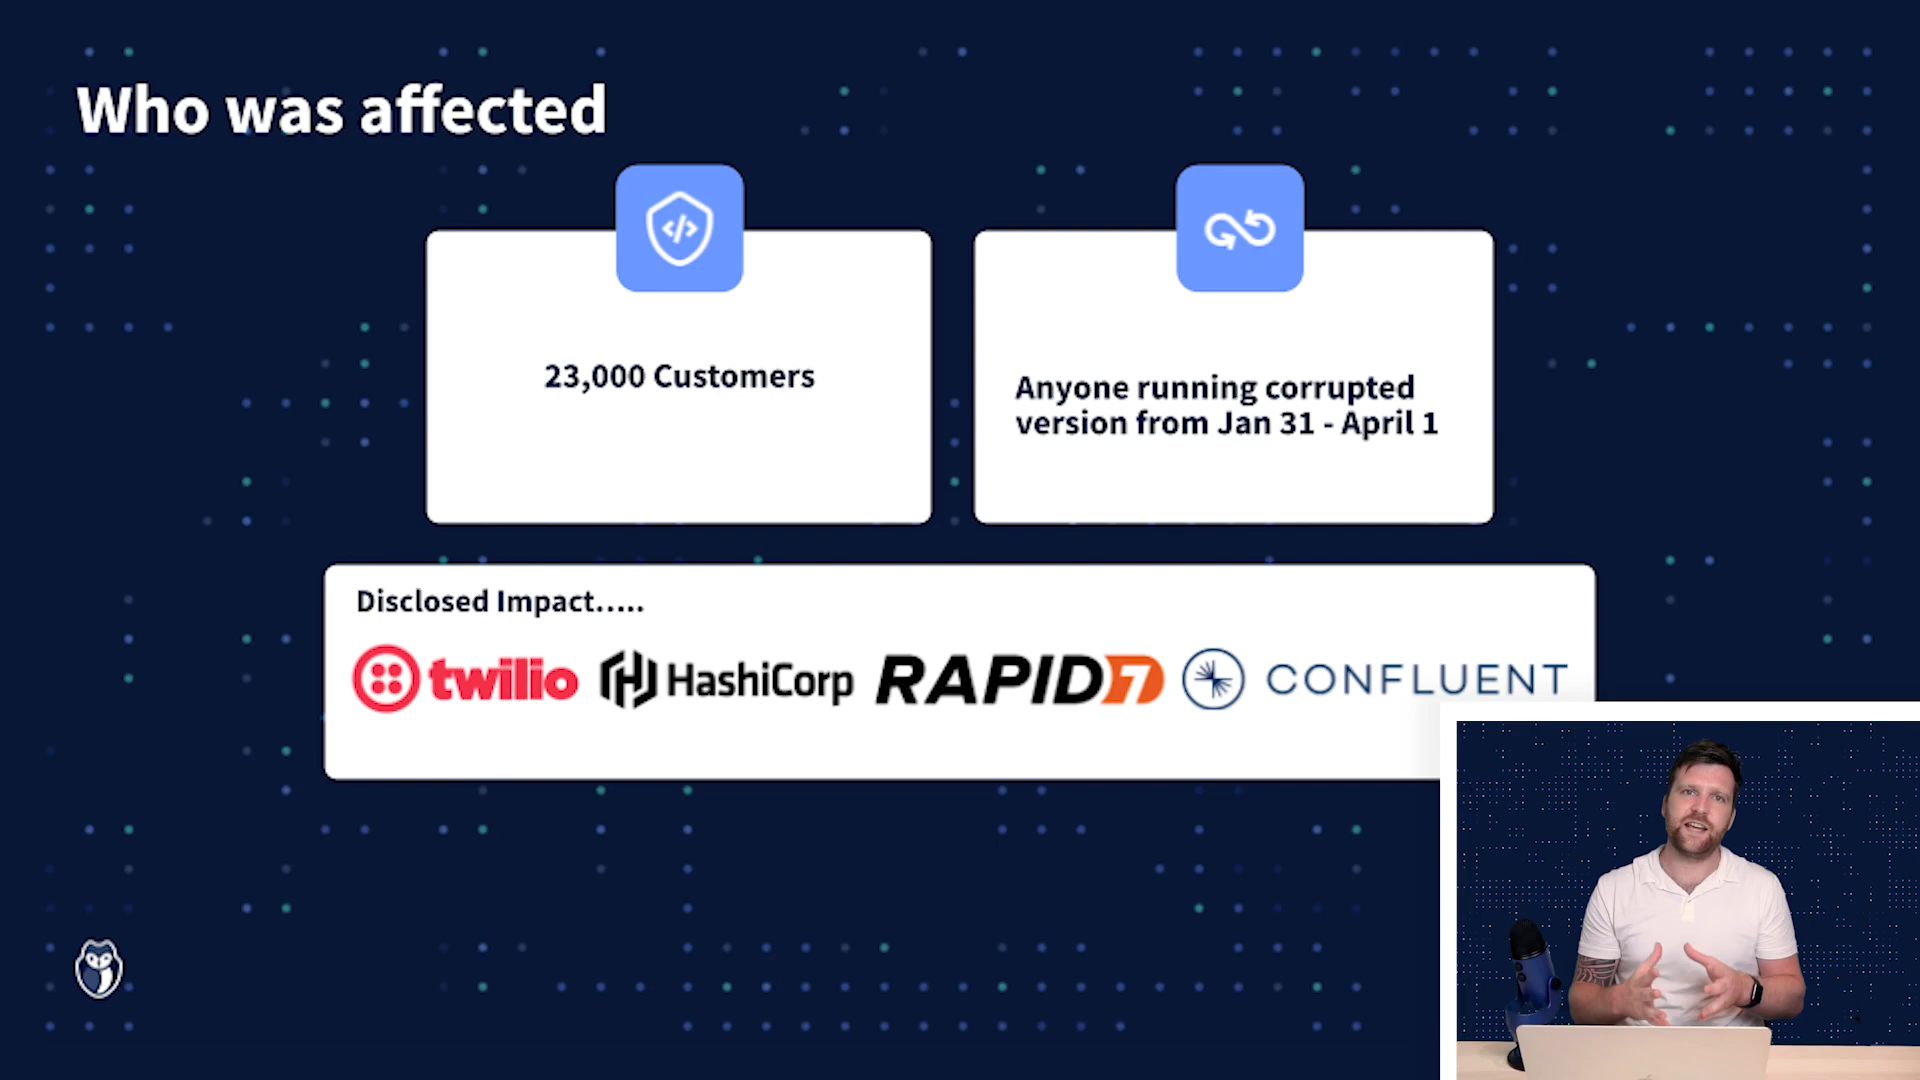 Who was affected
23,000 Customers
Anyone running corrupted
version from Jan 31 - April 1
Disclosed Impact.....
twilio
HashiCorp
RAPID7
CONFLUENT